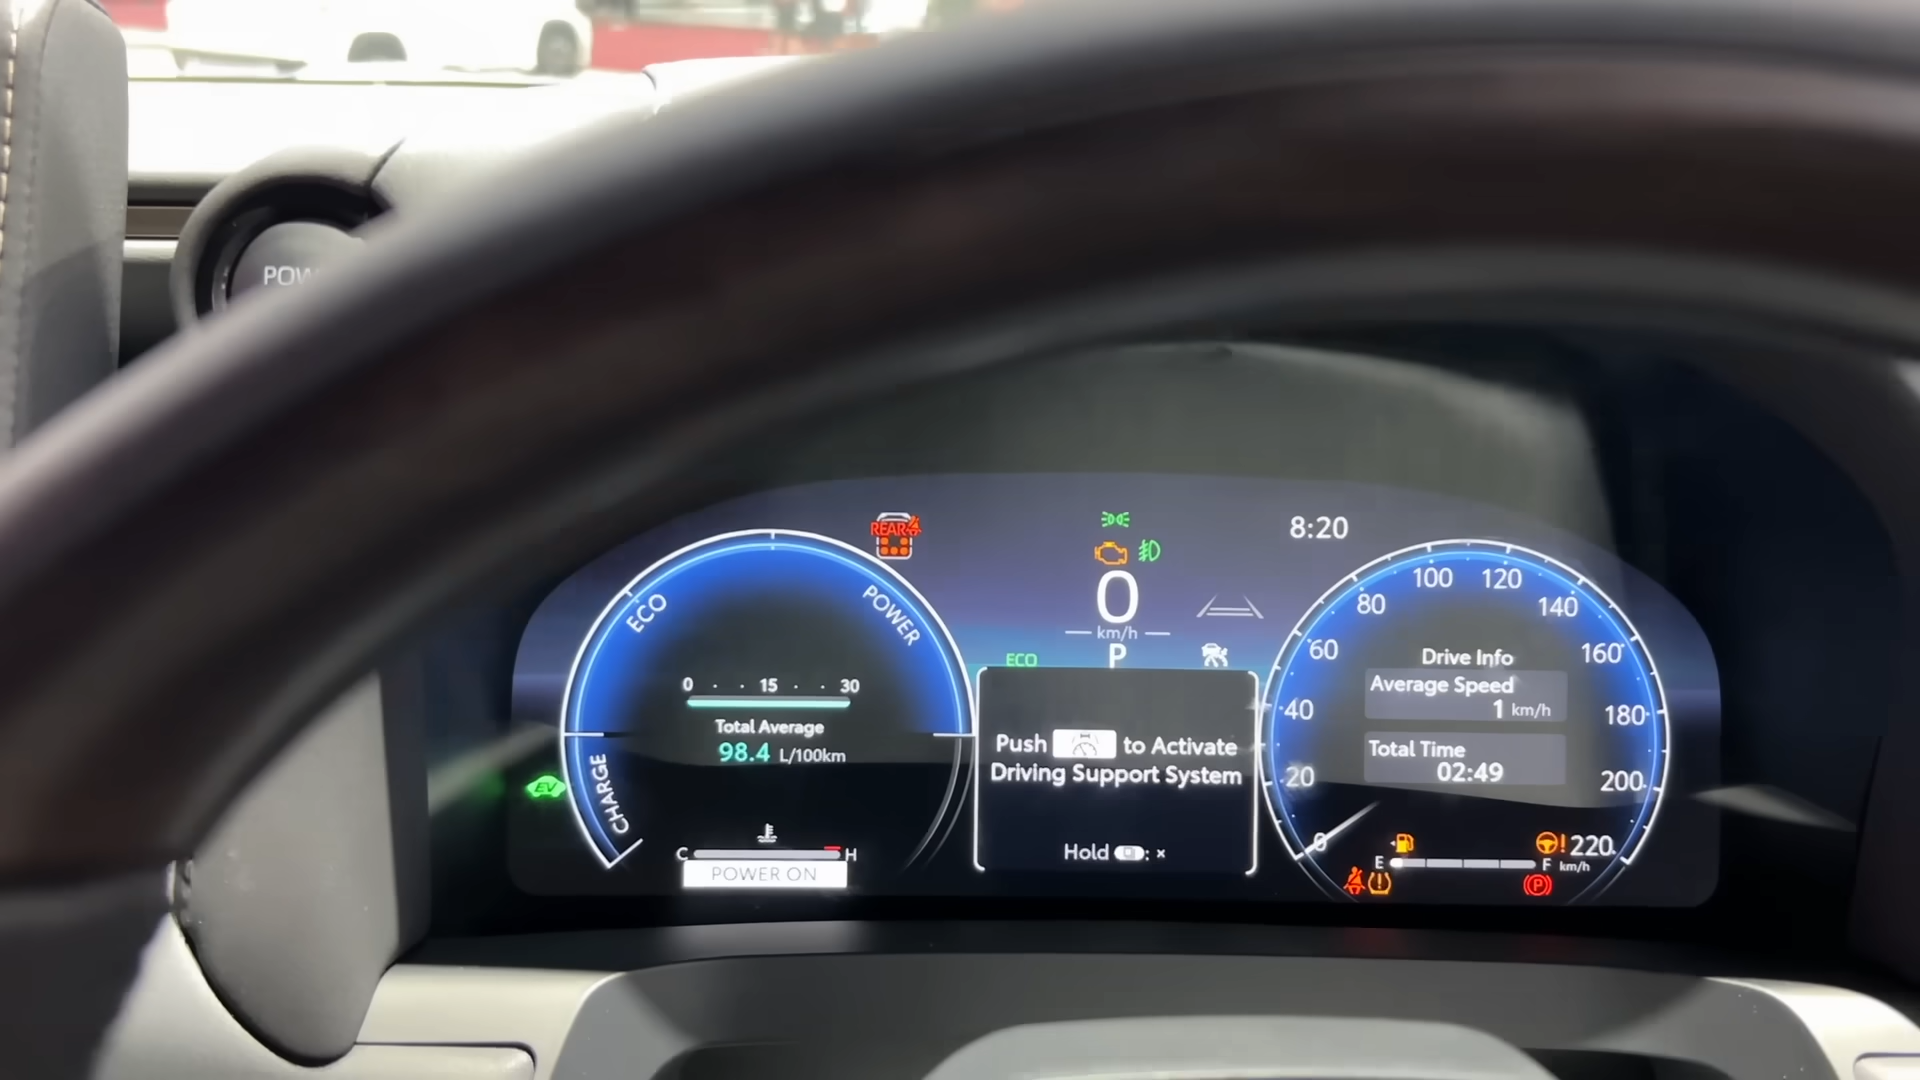 POW
REAR
8:20
0
km/h
P
ECO
ECO
POWER
CHARGE
0 15 30
Total Average
98.4 L/100km
EV
C H
POWER ON
Push to Activate
Driving Support System
Hold : ×
0
20
40
60
80
100
120
140
160
180
200
220
km/h
Drive Info
Average Speed
1 km/h
Total Time
02:49
E F
P